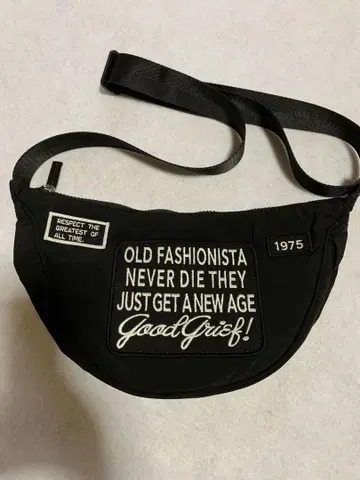 RESPECT THE
GREATEST OF
ALL TIME.
1975
OLD FASHIONISTA
NEVER DIE THEY
JUST GET A NEW AGE
Good Grief!